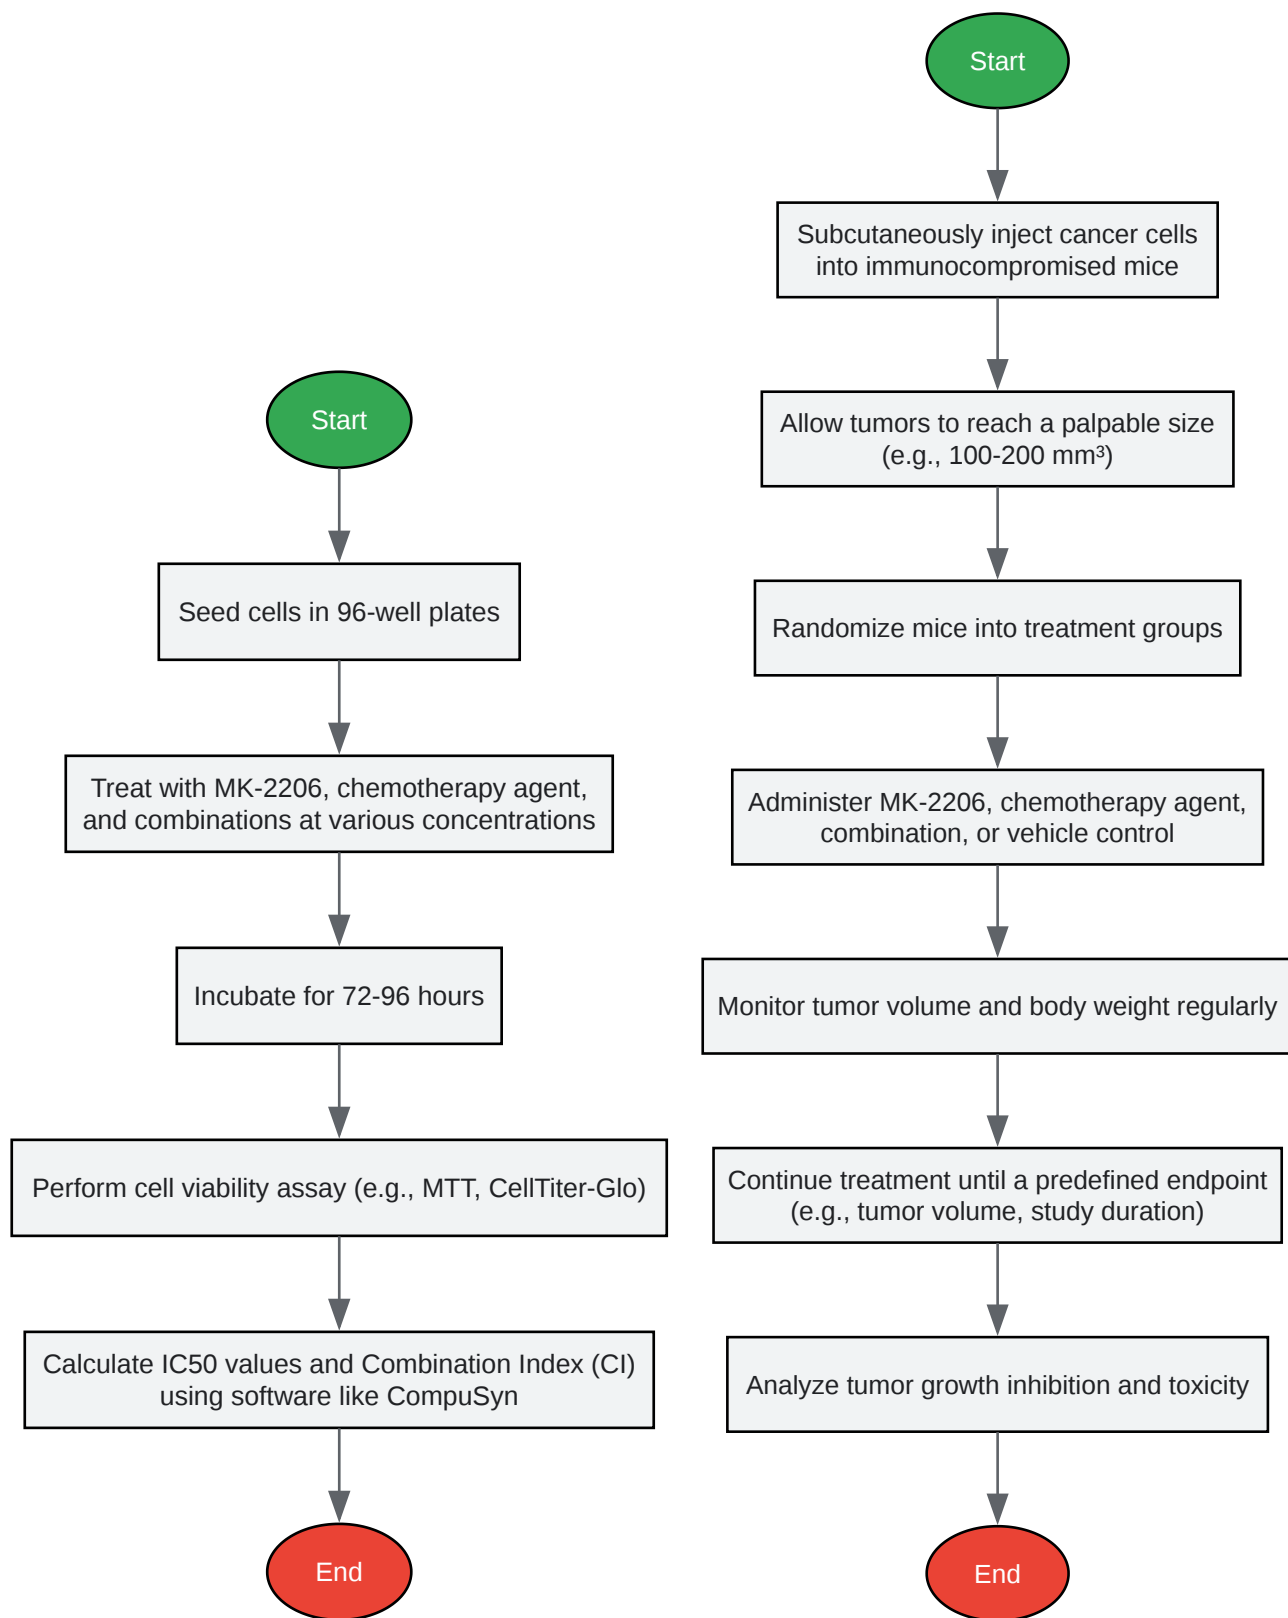 Start
Seed cells in 96-well plates
Treat with MK-2206, chemotherapy agent,
and combinations at various concentrations
Incubate for 72-96 hours
Perform cell viability assay (e.g., MTT, CellTiter-Glo)
Calculate IC50 values and Combination Index (CI)
using software like CompuSyn
End
Start
Subcutaneously inject cancer cells
into immunocompromised mice
Allow tumors to reach a palpable size
(e.g., 100-200 mm³)
Randomize mice into treatment groups
Administer MK-2206, chemotherapy agent,
combination, or vehicle control
Monitor tumor volume and body weight regularly
Continue treatment until a predefined endpoint
(e.g., tumor volume, study duration)
Analyze tumor growth inhibition and toxicity
End